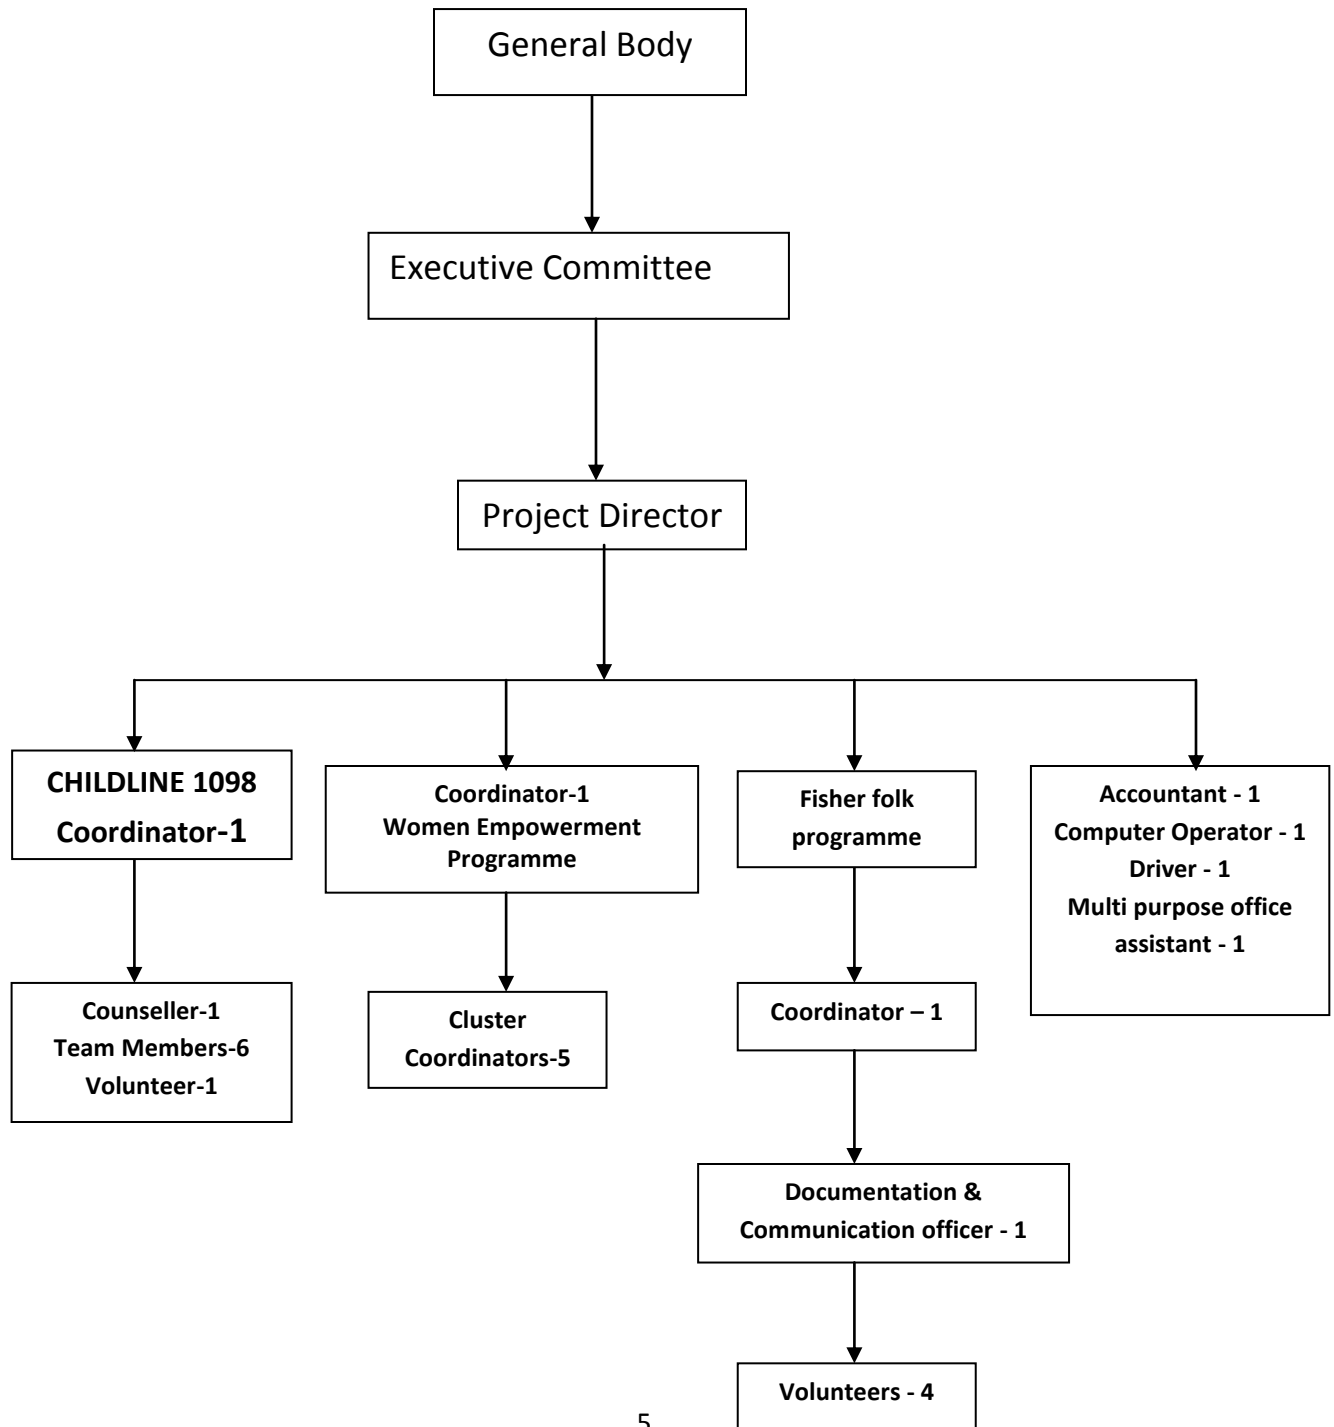 General Body
Executive Committee
Project Director
CHILDLINE 1098
Coordinator-1
Counseller-1
Team Members-6
Volunteer-1
Coordinator-1
Women Empowerment
Programme
Cluster
Coordinators-5
Fisher folk
programme
Coordinator – 1
Documentation &
Communication officer - 1
Volunteers - 4
Accountant - 1
Computer Operator - 1
Driver - 1
Multi purpose office
assistant - 1
5